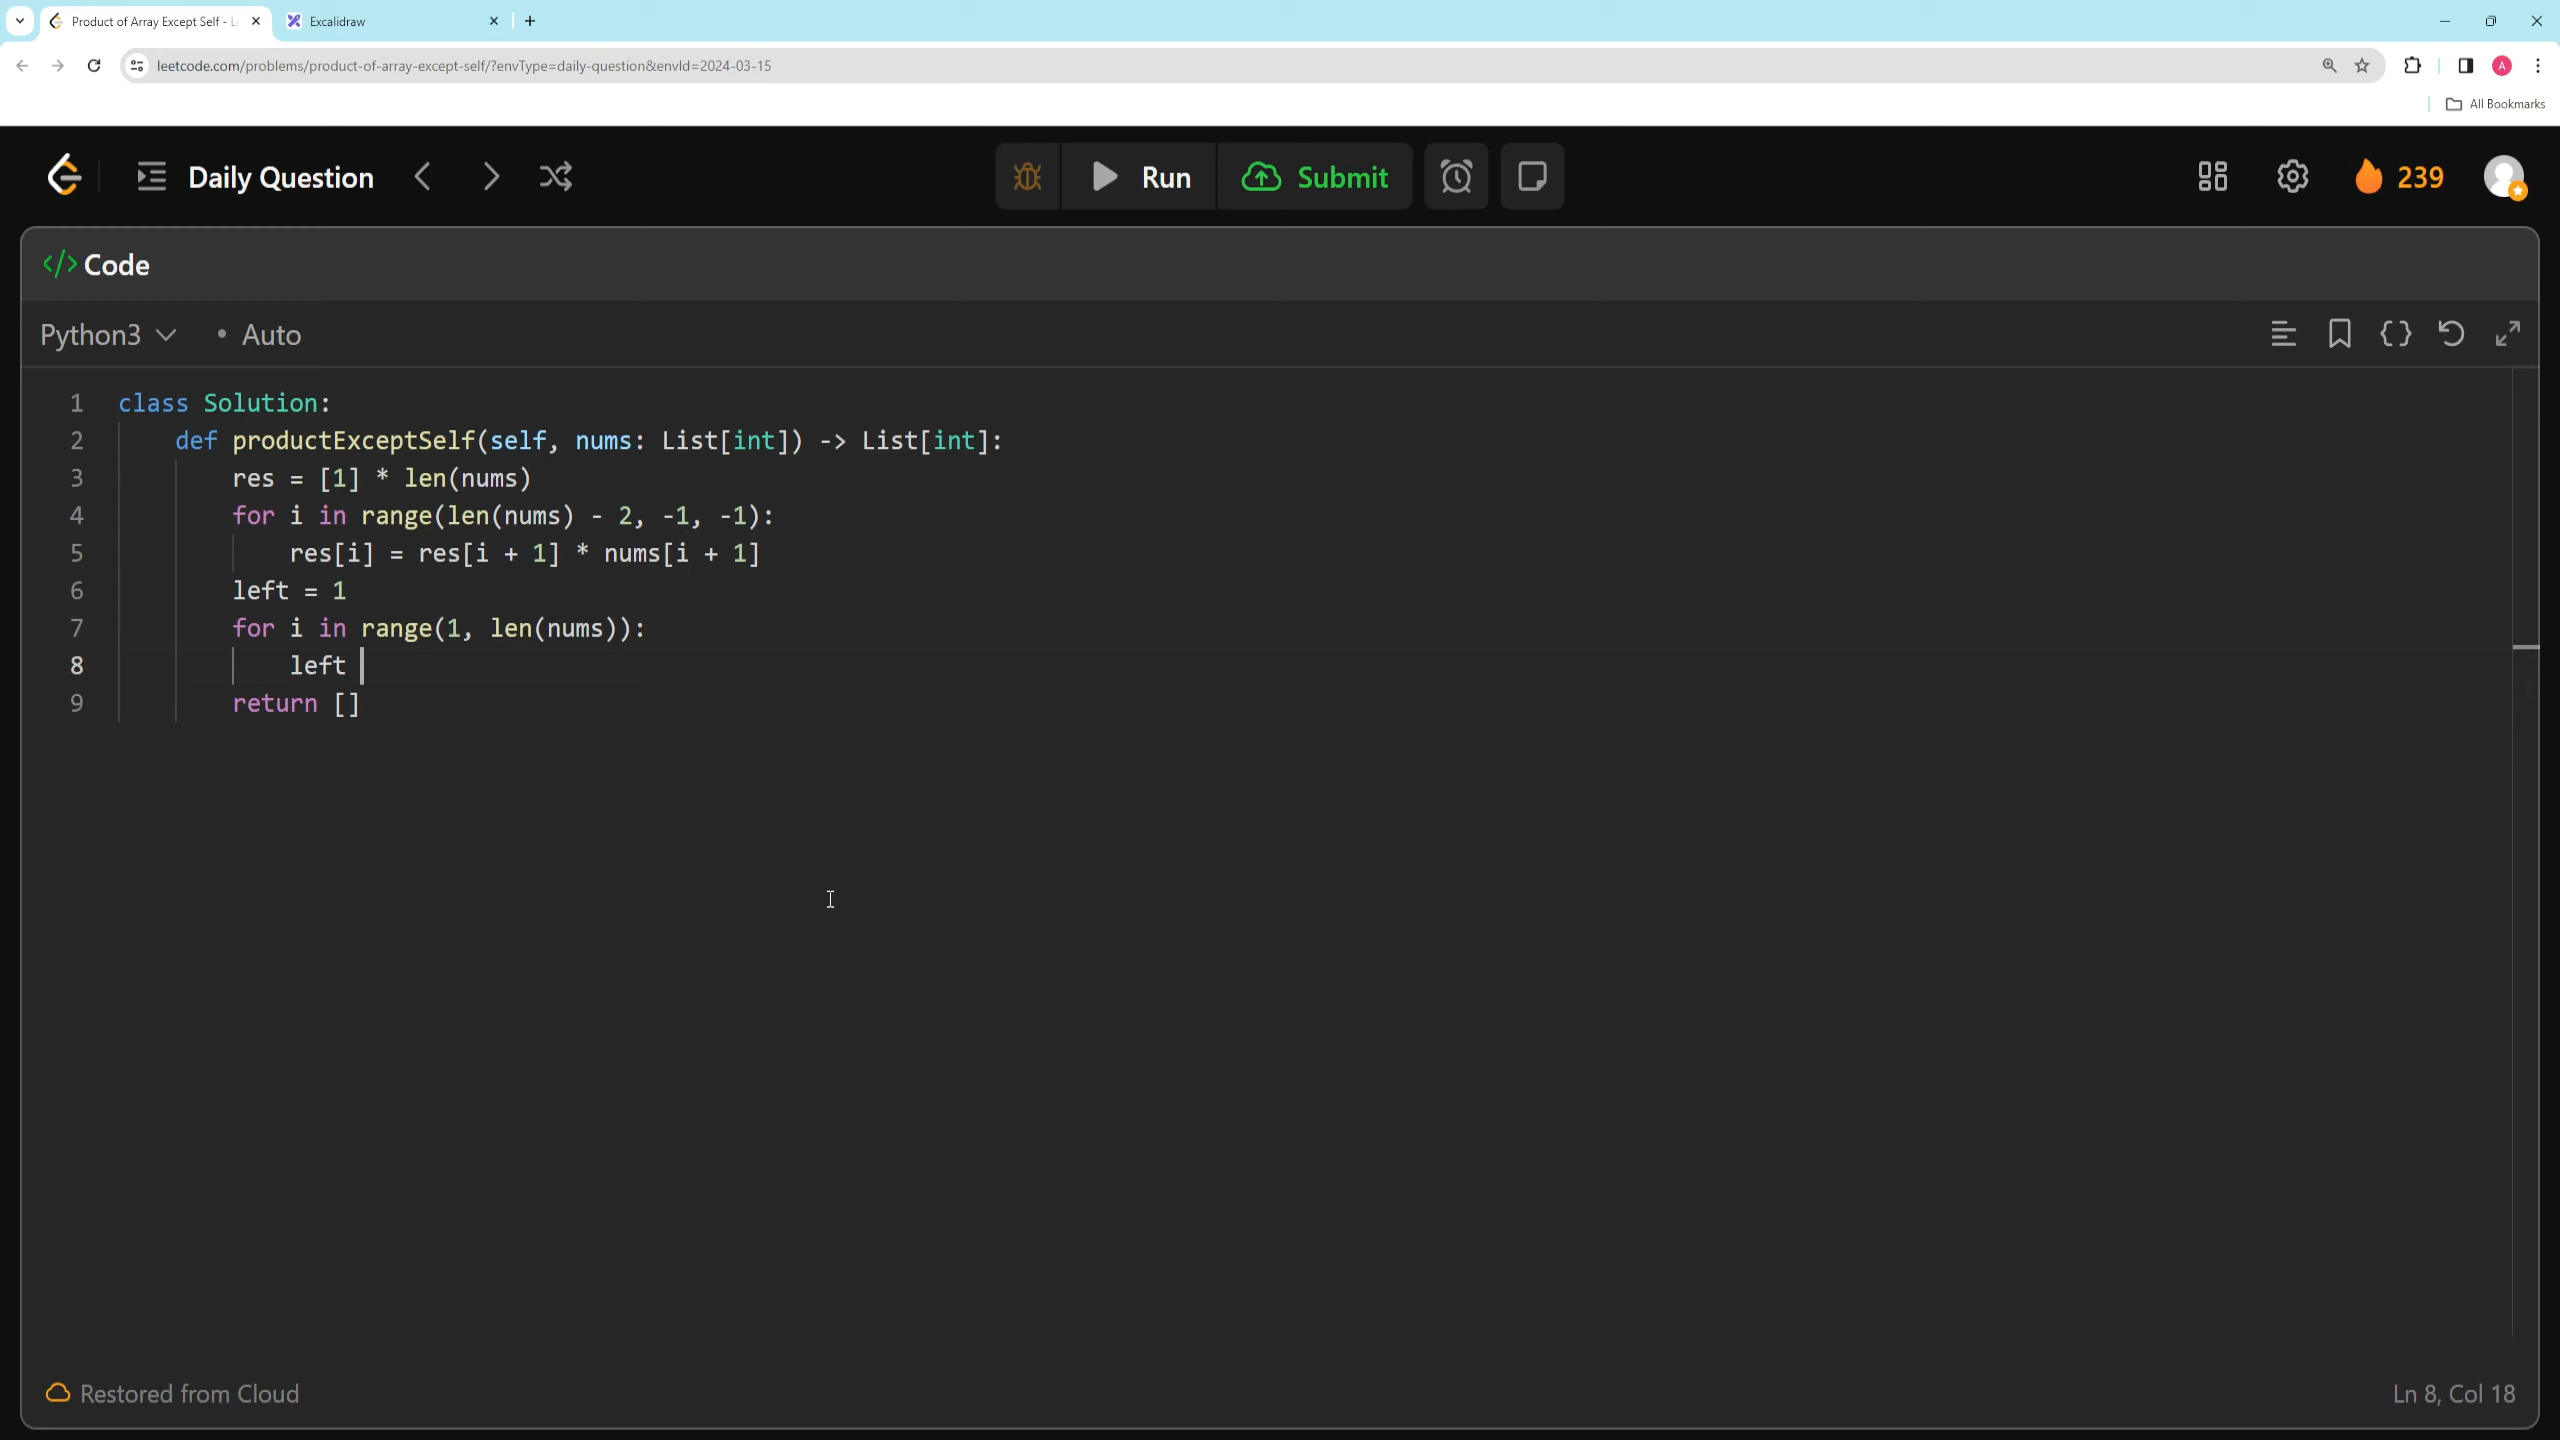 Product of Array Except Self - L
Excalidraw
leetcode.com/problems/product-of-array-except-self/?envType=daily-question&envId=2024-03-15
A
All Bookmarks
Daily Question
Run
Submit
239
</> Code
Python3
• Auto
1 class Solution:
2     def productExceptSelf(self, nums: List[int]) -> List[int]:
3         res = [1] * len(nums)
4         for i in range(len(nums) - 2, -1, -1):
5             res[i] = res[i + 1] * nums[i + 1]
6         left = 1
7         for i in range(1, len(nums)):
8             left
9         return []
Restored from Cloud
Ln 8, Col 18